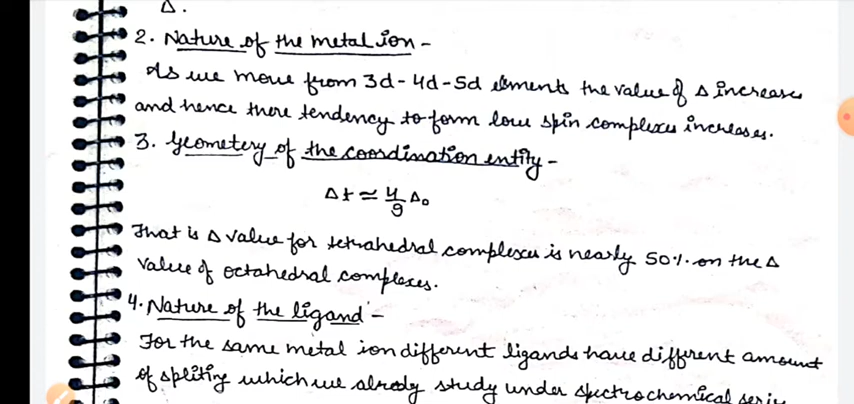 Δ.
2. Nature of the metal ion -
As we move from 3d-4d-5d elements the value of Δ increases
and hence there tendency to form low spin complexes increases.
3. Geometery of the coordination entity -
Δt ≃ 4/9 Δo
That is Δ value for tetrahedral complexes is nearly 50% on the Δ
value of octahedral complexes.
4. Nature of the ligand -
For the same metal ion different ligands have different amount
of spliting which we already study under spectrochemical serie